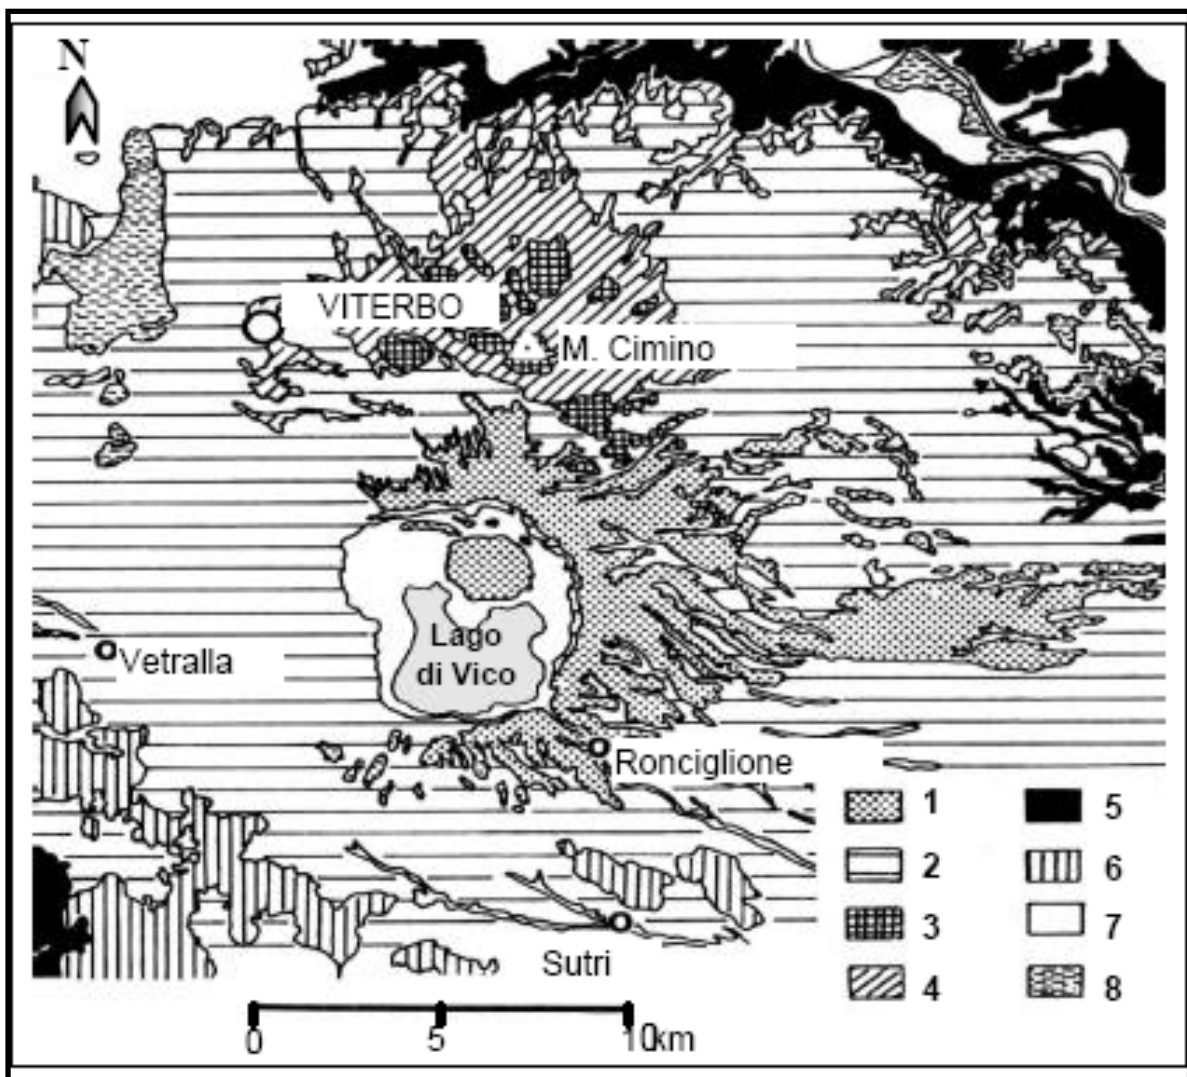 N
VITERBO
M. Cimino
Lago
di Vico
Vetralla
Ronciglione
Sutri
1 5
2 6
3 7
4 8
0 5 10km